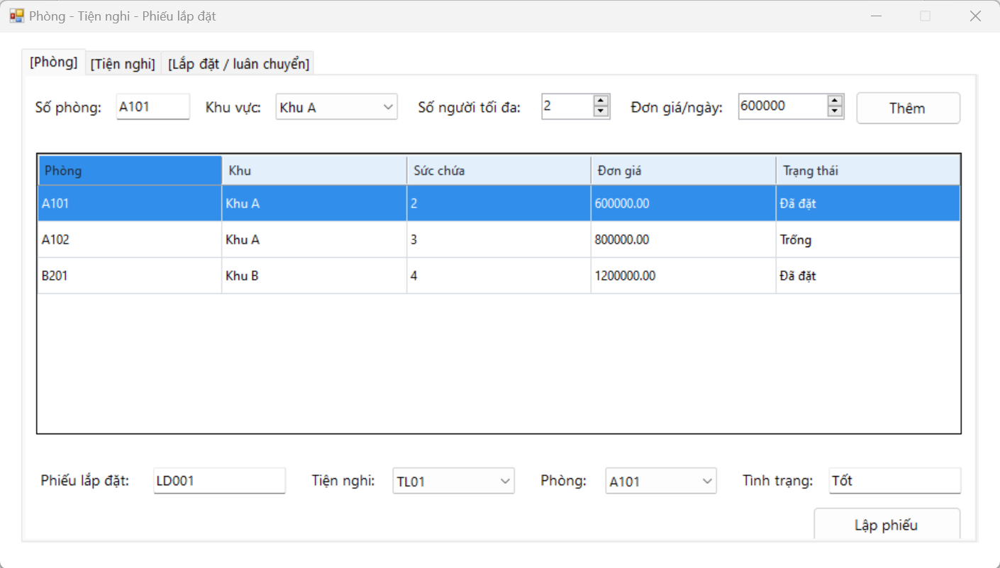 Phòng - Tiện nghi - Phiếu lắp đặt
[Phòng] [Tiện nghi] [Lắp đặt / luân chuyển]
Số phòng: A101 Khu vực: Khu A Số người tối đa: 2 Đơn giá/ngày: 600000 Thêm
Phòng Khu Sức chứa Đơn giá Trạng thái
A101 Khu A 2 600000.00 Đã đặt
A102 Khu A 3 800000.00 Trống
B201 Khu B 4 1200000.00 Đã đặt
Phiếu lắp đặt: LD001 Tiện nghi: TL01 Phòng: A101 Tình trạng: Tốt
Lập phiếu